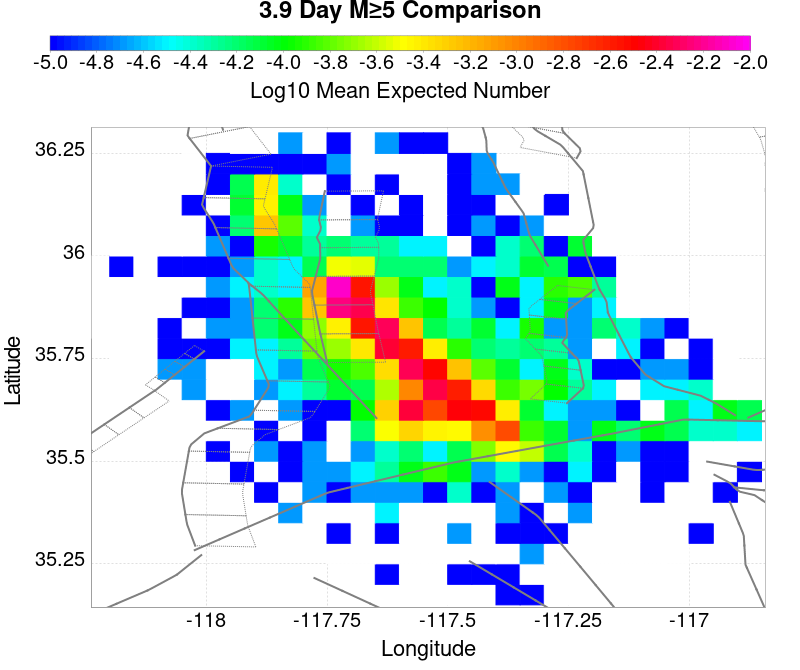 3.9 Day M≥5 Comparison
-5.0 -4.8 -4.6 -4.4 -4.2 -4.0 -3.8 -3.6 -3.4 -3.2 -3.0 -2.8 -2.6 -2.4 -2.2 -2.0
Log10 Mean Expected Number
36.25
36
35.75
35.5
35.25
Latitude
-118 -117.75 -117.5 -117.25 -117
Longitude